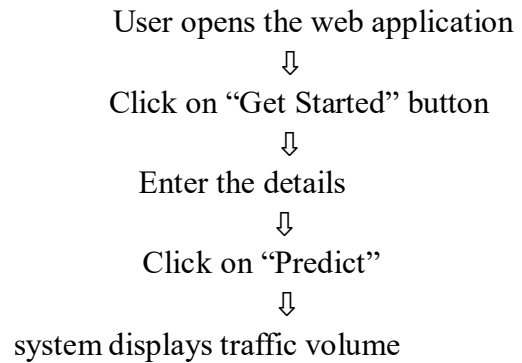 User opens the web application
⇩
Click on “Get Started” button
⇩
Enter the details
⇩
Click on “Predict”
⇩
system displays traffic volume